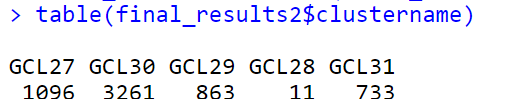 > table(final_results2$clustername)
GCL27 GCL30 GCL29 GCL28 GCL31
1096 3261 863 11 733